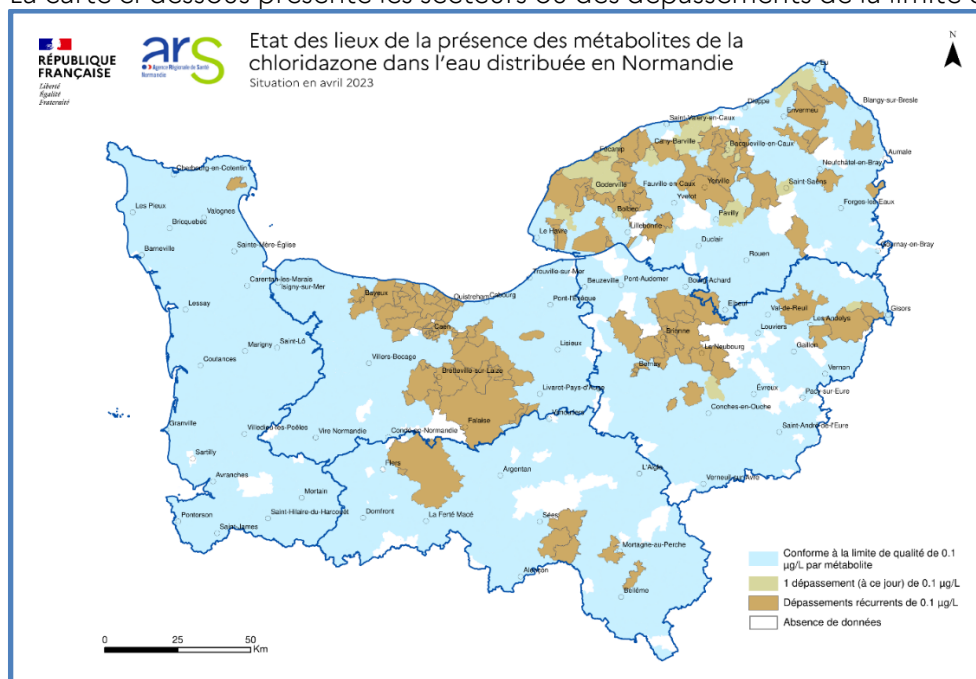 La carte ci-dessous présente les secteurs où des dépassements de la limite
RÉPUBLIQUE
FRANÇAISE
Liberté
Égalité
Fraternité
ars
Agence Régionale de Santé
Normandie
Etat des lieux de la présence des métabolites de la
chloridazone dans l'eau distribuée en Normandie
Situation en avril 2023
N
Eu
Dieppe
Blangy-sur-Bresle
Saint-Valery-en-Caux
Envermeu
Cany-Barville
Bacqueville-en-Caux
Aumale
Fécamp
Neufchâtel-en-Bray
Cherbourg-en-Cotentin
Goderville
Fauville-en-Caux
Yerville
Saint-Saëns
Yvetot
Forges-les-Eaux
Les Pieux
Valognes
Bolbec
Pavilly
Bricquebec
Le Havre
Lillebonne
Duclair
Gournay-en-Bray
Barneville
Sainte-Mère-Église
Rouen
Trouville-sur-Mer
Carentan-les-Marais
Isigny-sur-Mer
Beuzeville
Pont-Audemer
Bourg-Achard
Bayeux
Ouistreham
Cabourg
Lessay
Pont-l'Evêque
Elbeuf
Val-de-Reuil
Gisors
Caen
Les Andelys
Brionne
Louviers
Marigny
Saint-Lô
Le Neubourg
Gaillon
Coutances
Villers-Bocage
Lisieux
Bretteville-sur-Laize
Bernay
Vernon
Livarot-Pays-d'Auge
Évreux
Pacy-sur-Eure
Vimoutiers
Conches-en-Ouche
Granville
Falaise
Villedieu-les-Poêles
Vire Normandie
Condé-en-Normandie
Saint-André-de-l'Eure
Sartilly
Flers
Avranches
Argentan
L'Aigle
Verneuil-sur-Avre
Mortain
Domfront
La Ferté Macé
Sées
Pontorson
Saint-James
Saint-Hilaire-du-Harcouët
Mortagne-au-Perche
Alençon
Bellême
Conforme à la limite de qualité de 0.1
µg/L par métabolite
1 dépassement (à ce jour) de 0.1 µg/L
Dépassements récurrents de 0.1 µg/L
Absence de données
0 25 50
Km